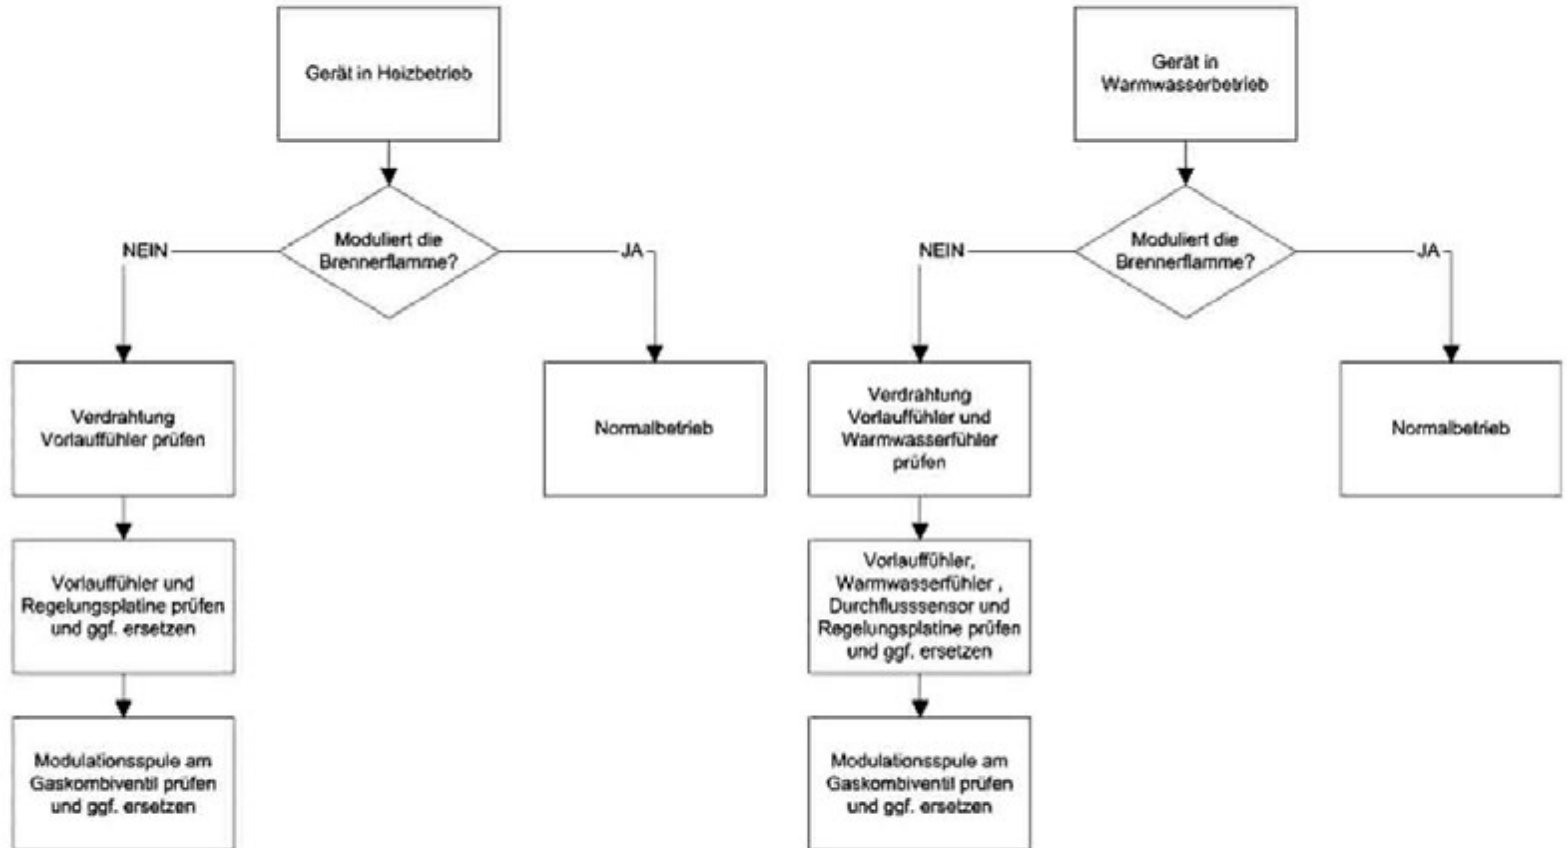 Gerät in Heizbetrieb
Moduliert die
Brennerflamme?
NEIN
JA
Verdrahtung
Vorlauffühler prüfen
Normalbetrieb
Vorlauffühler und
Regelungsplatine prüfen
und ggf. ersetzen
Modulationsspule am
Gaskombiventil prüfen
und ggf. ersetzen
Gerät in
Warmwasserbetrieb
Moduliert die
Brennerflamme?
NEIN
JA
Verdrahtung
Vorlauffühler und
Warmwasserfühler
prüfen
Normalbetrieb
Vorlauffühler,
Warmwasserfühler ,
Durchflusssensor und
Regelungsplatine prüfen
und ggf. ersetzen
Modulationsspule am
Gaskombiventil prüfen
und ggf. ersetzen